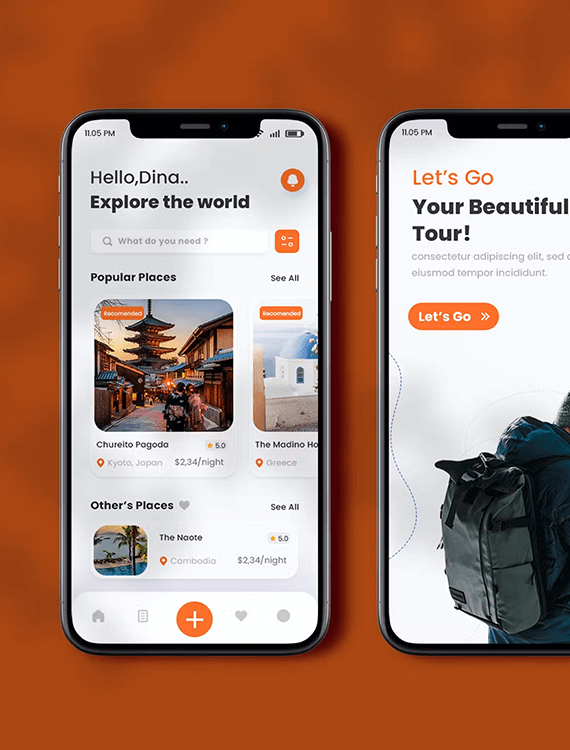 11.05 PM
Hello,Dina..
Explore the world
What do you need ?
Popular Places
See All
Recomended
Recomended
Chureito Pagoda
5.0
Kyoto, Japan
$2,34/night
The Madino Ho
Greece
Other's Places
See All
The Naote
5.0
Cambodia
$2,34/night
11.05 PM
Let's Go
Your Beautiful
Tour!
consectetur adipiscing elit, sed
eiusmod tempor incididunt.
Let's Go